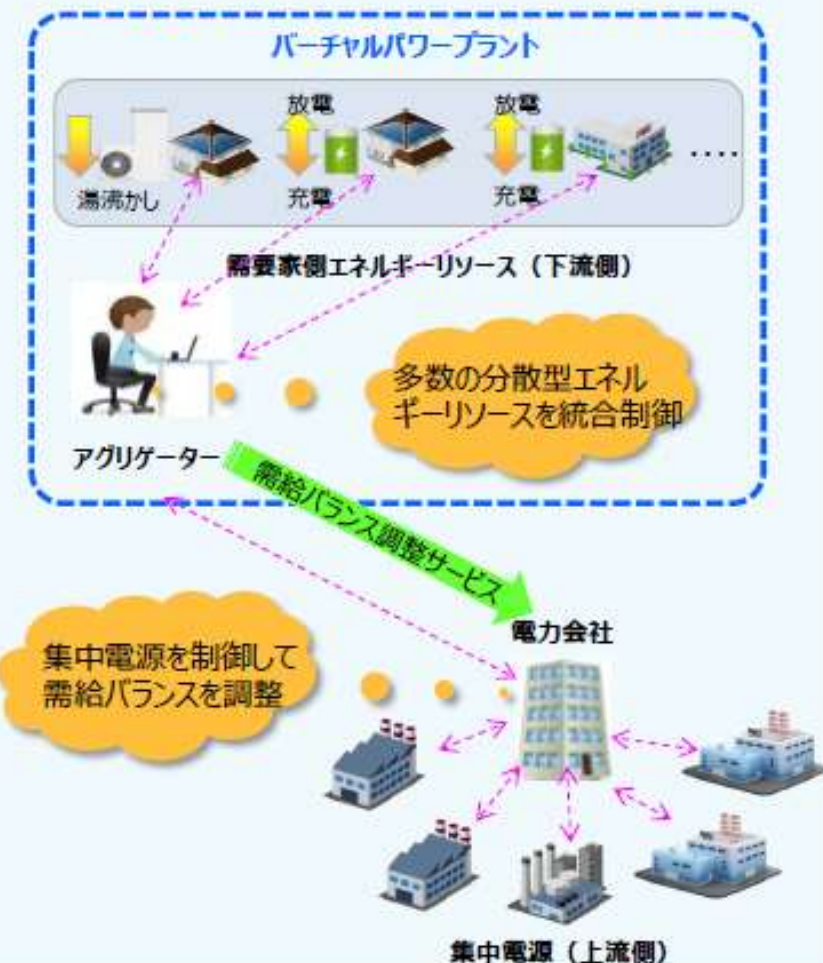 バーチャルパワープラント
放電
放電
湯沸かし
充電
充電
....
需要家側エネルギーリソース（下流側）
多数の分散型エネル
ギーリソースを統合制御
アグリゲーター
需給バランス調整サービス
電力会社
集中電源を制御して
需給バランスを調整
集中電源（上流側）